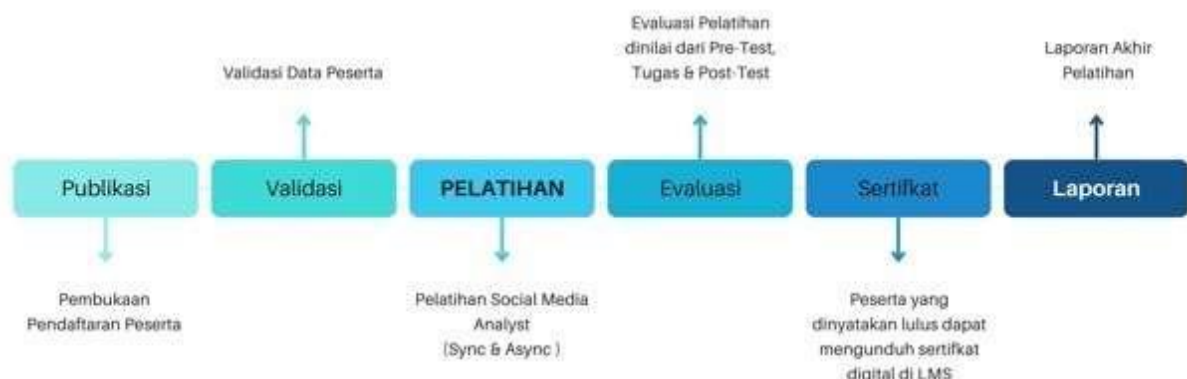 Evaluasi Pelatihan
dinilai dari Pre-Test,
Tugas & Post-Test
Laporan Akhir
Pelatihan
Validasi Data Peserta
Publikasi
Validasi
PELATIHAN
Evaluasi
Sertifkat
Laporan
Pembukaan
Pendaftaran Peserta
Pelatihan Social Media
Analyst
(Sync & Async )
Peserta yang
dinyatakan lulus dapat
mengunduh sertifkat
digital di LMS